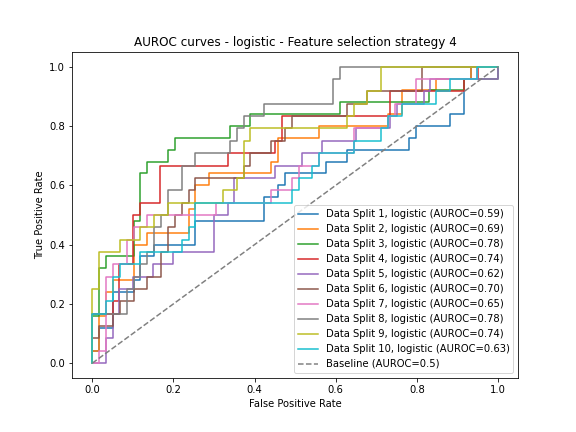 AUROC curves - logistic - Feature selection strategy 4
True Positive Rate
1.0
0.8
0.6
0.4
0.2
0.0
Data Split 1, logistic (AUROC=0.59)
Data Split 2, logistic (AUROC=0.69)
Data Split 3, logistic (AUROC=0.78)
Data Split 4, logistic (AUROC=0.74)
Data Split 5, logistic (AUROC=0.62)
Data Split 6, logistic (AUROC=0.70)
Data Split 7, logistic (AUROC=0.65)
Data Split 8, logistic (AUROC=0.78)
Data Split 9, logistic (AUROC=0.74)
Data Split 10, logistic (AUROC=0.63)
Baseline (AUROC=0.5)
0.0 0.2 0.4 0.6 0.8 1.0
False Positive Rate